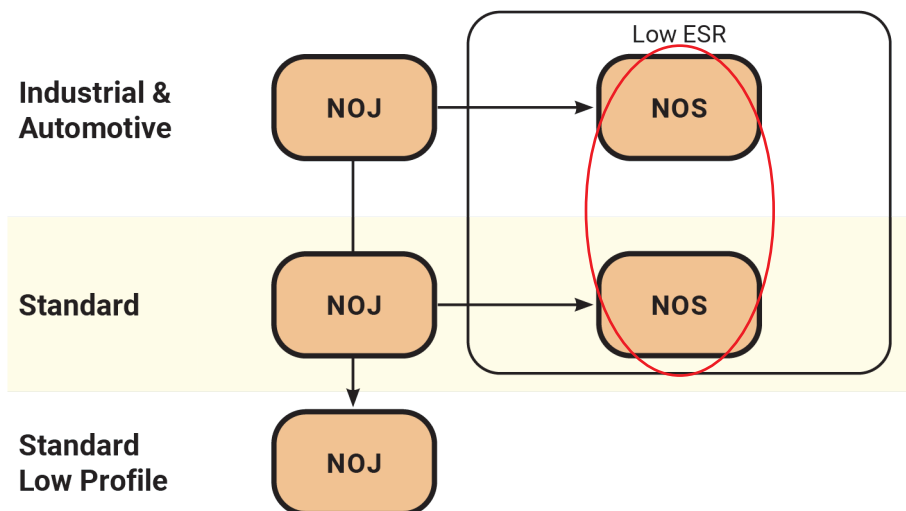 Low ESR
Industrial &
Automotive
NOJ
NOS
Standard
NOJ
NOS
Standard
Low Profile
NOJ